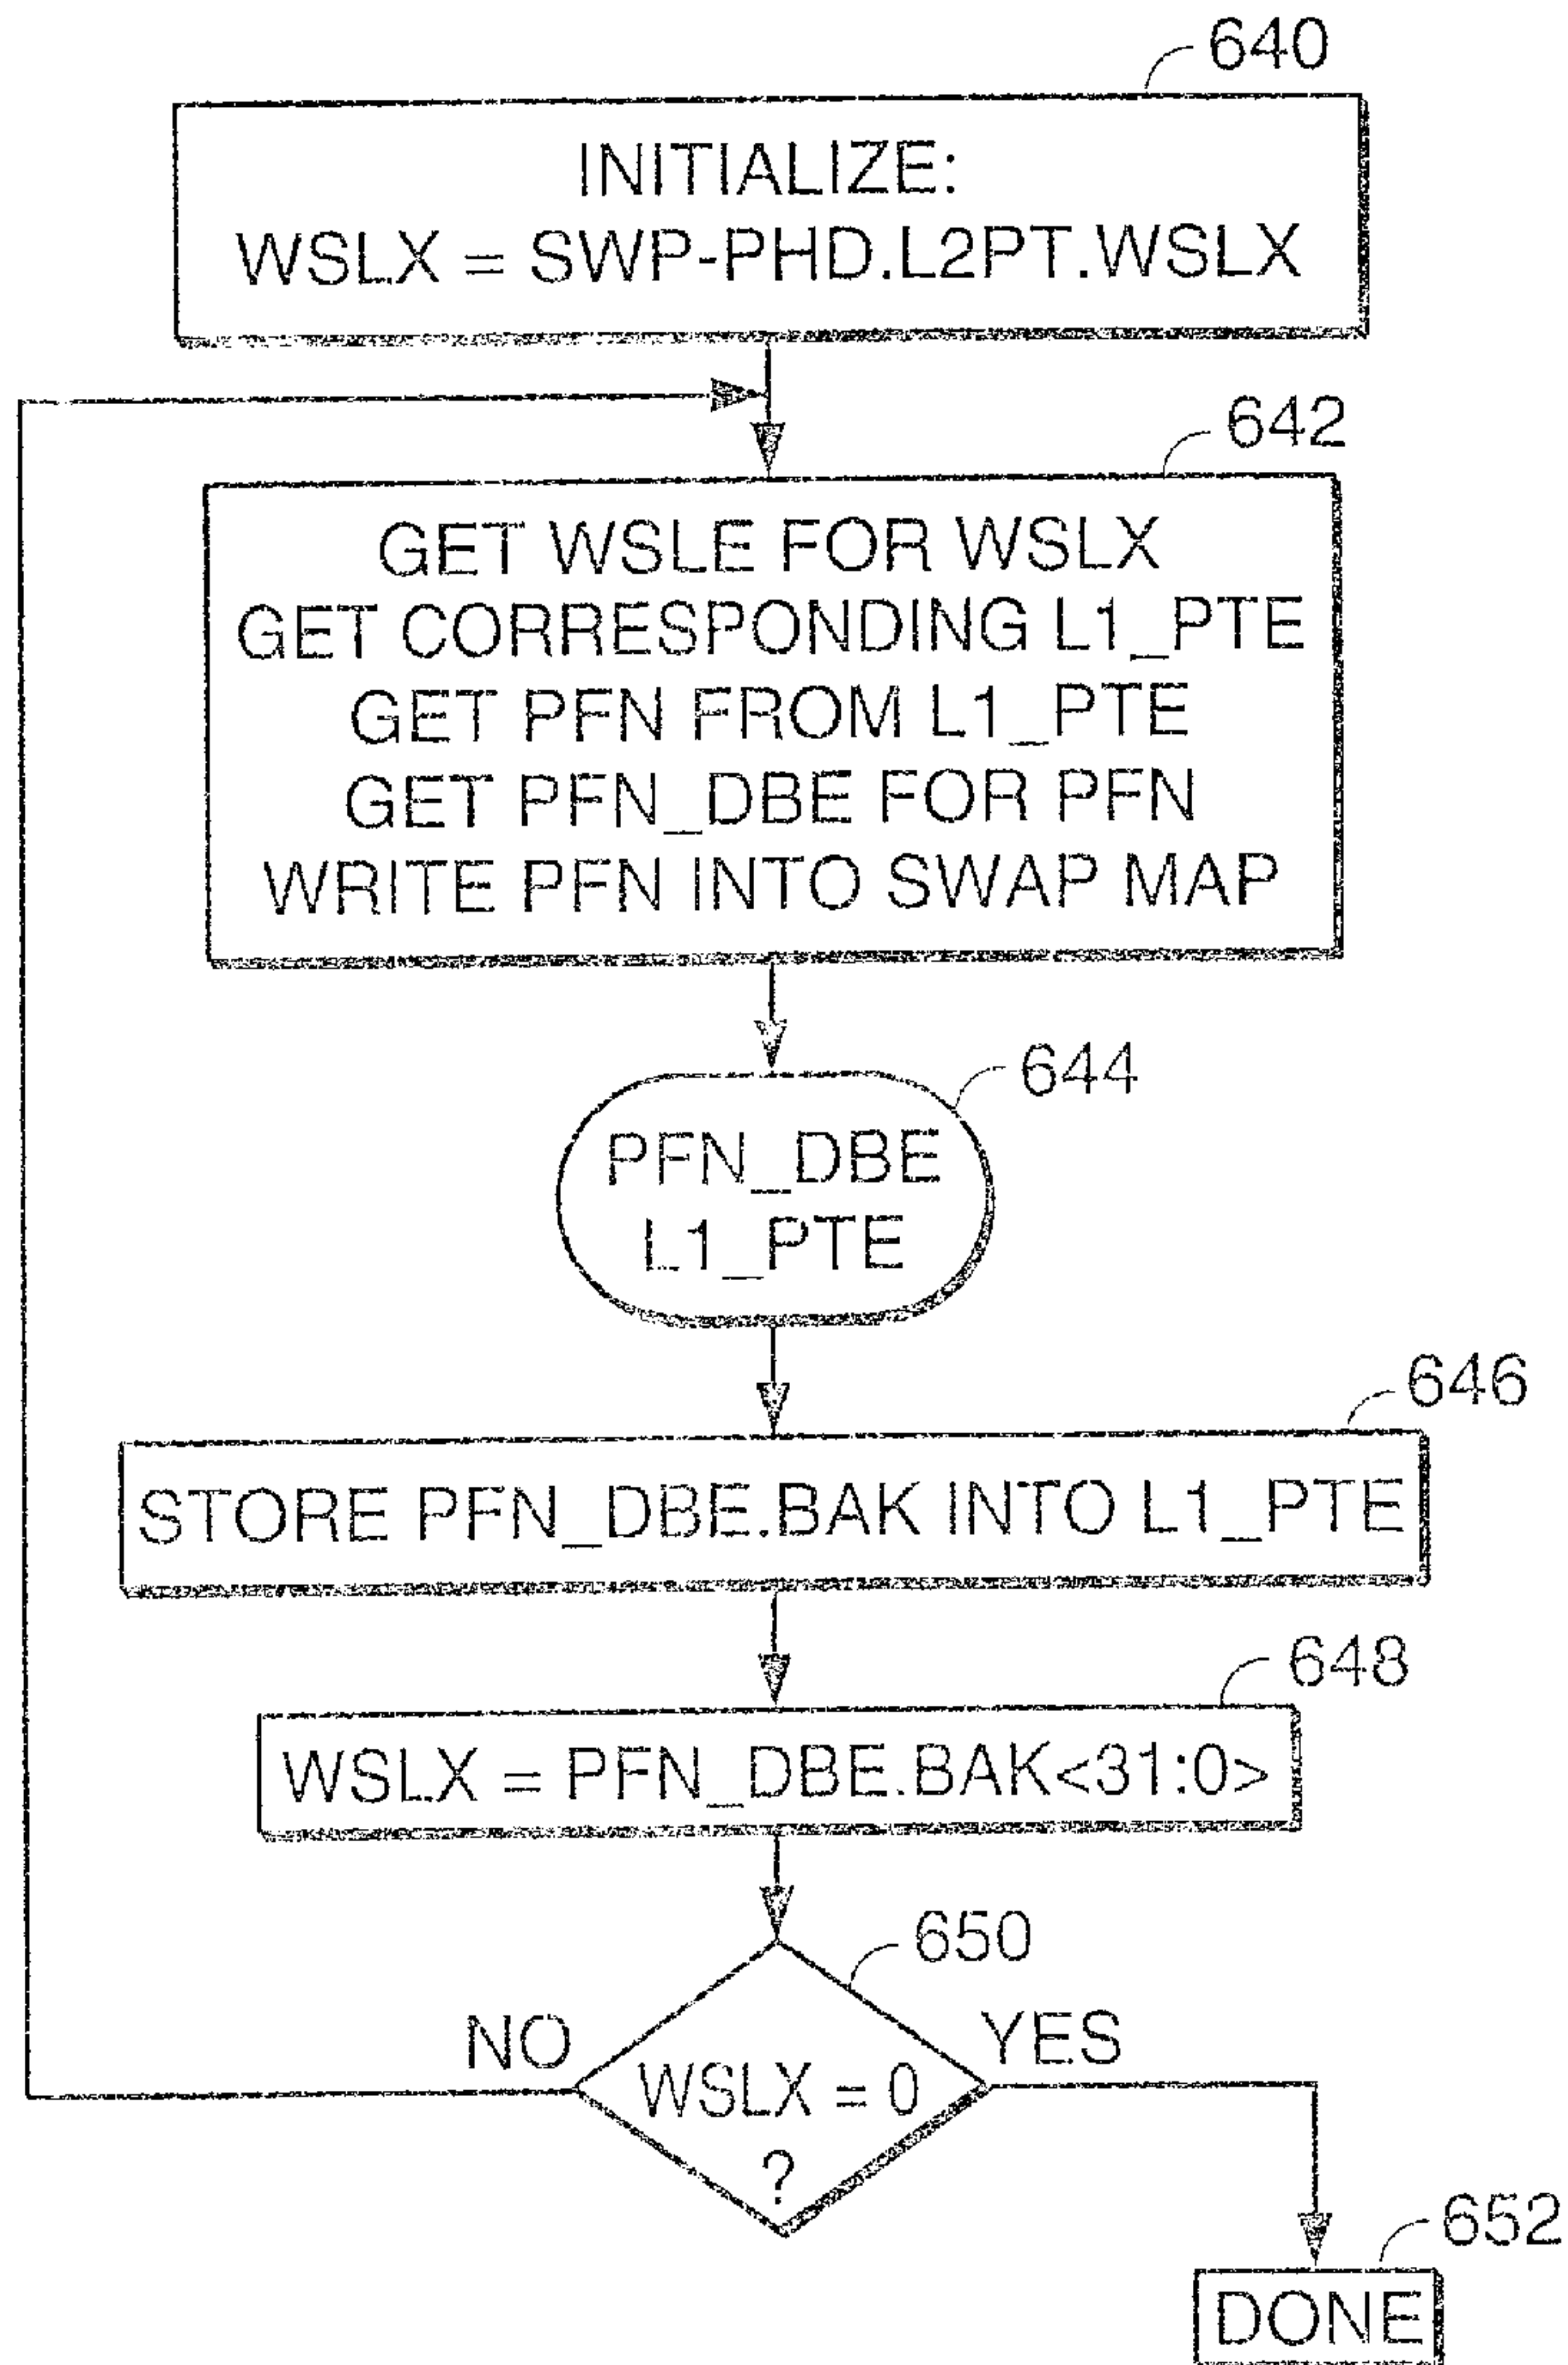 640
INITIALIZE:
WSLX = SWP-PHD.L2PT.WSLX
642
GET WSLE FOR WSLX
GET CORRESPONDING L1_PTE
GET PFN FROM L1_PTE
GET PFN_DBE FOR PFN
WRITE PFN INTO SWAP MAP
644
PFN_DBE
L1_PTE
646
STORE PFN_DBE.BAK INTO L1_PTE
648
WSLX = PFN_DBE.BAK<31:0>
650
NO
YES
WSLX = 0
?
652
DONE